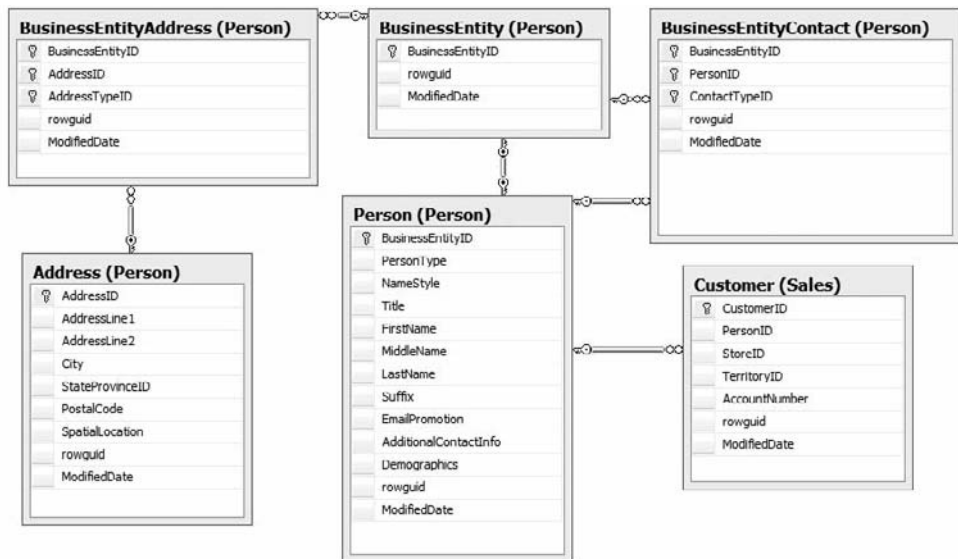 BusinessEntityAddress (Person)
BusinessEntityID
AddressID
AddressTypeID
rowguid
ModifiedDate
BusinessEntity (Person)
BusinessEntityID
rowguid
ModifiedDate
BusinessEntityContact (Person)
BusinessEntityID
PersonID
ContactTypeID
rowguid
ModifiedDate
Address (Person)
AddressID
AddressLine1
AddressLine2
City
StateProvinceID
PostalCode
SpatialLocation
rowguid
ModifiedDate
Person (Person)
BusinessEntityID
PersonType
NameStyle
Title
FirstName
MiddleName
LastName
Suffix
EmailPromotion
AdditionalContactInfo
Demographics
rowguid
ModifiedDate
Customer (Sales)
CustomerID
PersonID
StoreID
TerritoryID
AccountNumber
rowguid
ModifiedDate